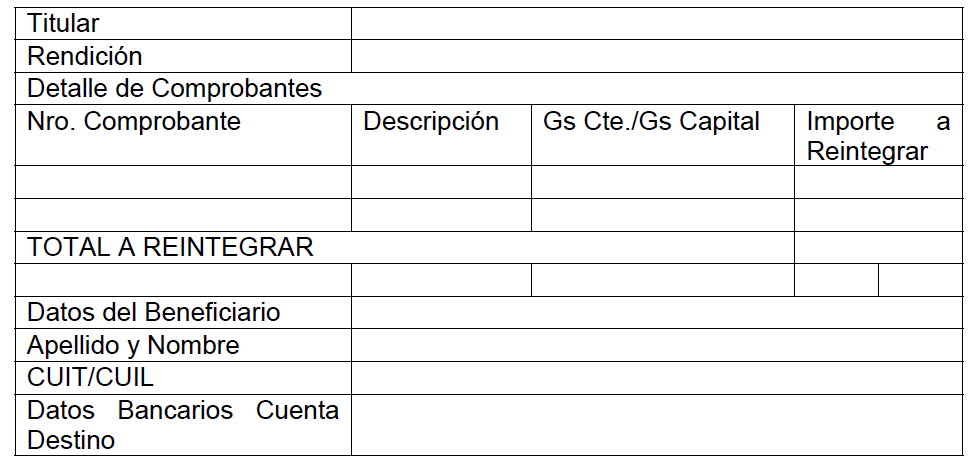 Titular
Rendición
Detalle de Comprobantes
Nro. Comprobante Descripción Gs Cte./Gs Capital Importe a
Reintegrar
TOTAL A REINTEGRAR
Datos del Beneficiario
Apellido y Nombre
CUIT/CUIL
Datos Bancarios Cuenta
Destino